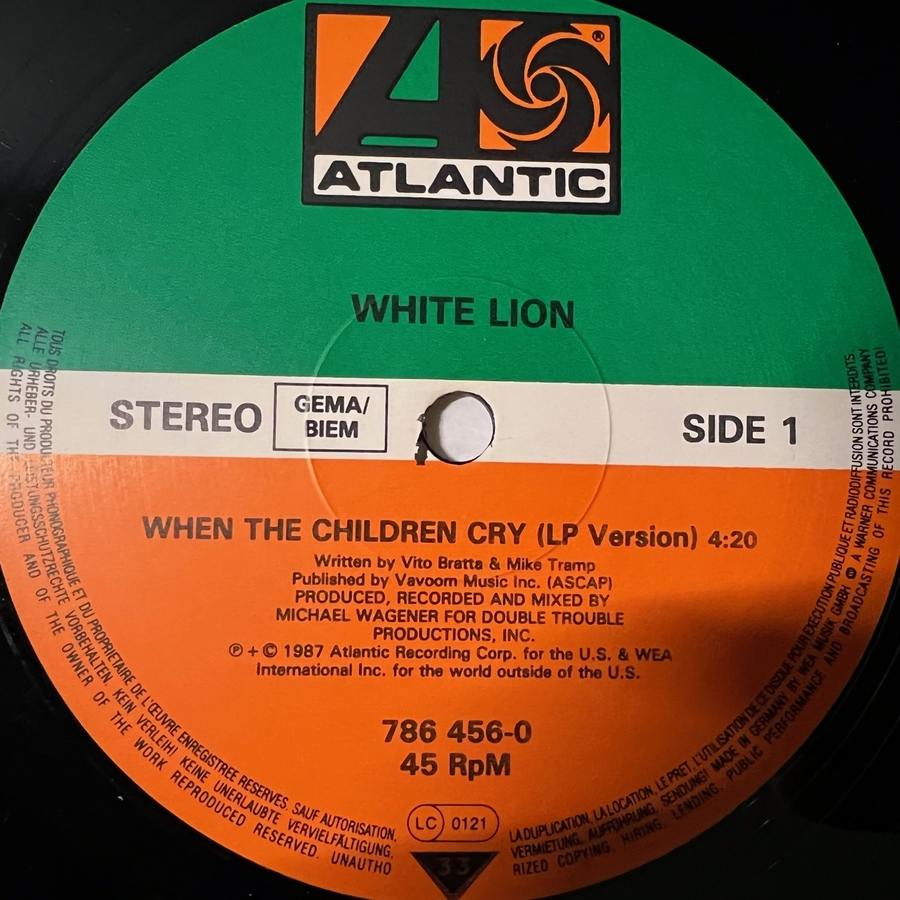 ®
ATLANTIC
WHITE LION
STEREO
GEMA/
BIEM
SIDE 1
WHEN THE CHILDREN CRY (LP Version) 4:20
Written by Vito Bratta & Mike Tramp
Published by Vavoom Music Inc. (ASCAP)
PRODUCED, RECORDED AND MIXED BY
MICHAEL WAGENER FOR DOUBLE TROUBLE
PRODUCTIONS, INC.
℗ + © 1987 Atlantic Recording Corp. for the U.S. & WEA
International Inc. for the world outside of the U.S.
786 456-0
45 RpM
LC 0121
33
TOUS DROITS DU PRODUCTEUR PHONOGRAPHIQUE ET DU PROPRIETAIRE DE L'ŒUVRE ENREGISTREE RESERVES. SAUF AUTORISATION,
LA DUPLICATION, LA LOCATION, LE PRET, L'UTILISATION DE CE DISQUE POUR EXECUTION PUBLIQUE ET RADIODIFFUSION SONT INTERDITS
ALLE URHEBER- UND LEISTUNGSSCHUTZRECHTE VORBEHALTEN KEIN VERLEIH! KEINE UNERLAUBTE VERVIELFÄLTIGUNG,
VERMIETUNG, AUFFÜHRUNG, SENDUNG! MADE IN GERMANY BY WEA MUSIK GMBH A WARNER COMMUNICATIONS COMPANY
ALL RIGHTS OF THE PRODUCER AND OF THE OWNER OF THE WORK REPRODUCED RESERVED. UNAUTHO
RIZED COPYING, HIRING, LENDING, PUBLIC PERFORMANCE AND BROADCASTING OF THIS RECORD PROHIBITED!